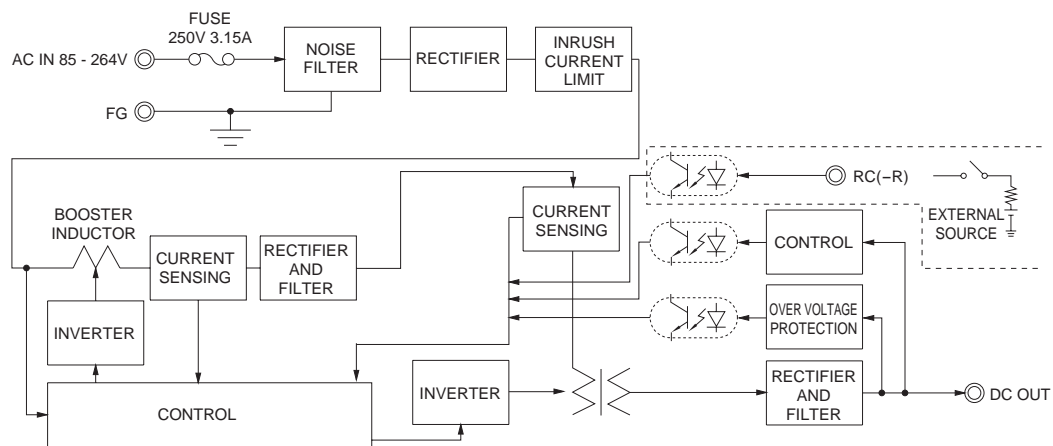 FUSE
250V 3.15A
AC IN 85 - 264V
NOISE
FILTER
RECTIFIER
INRUSH
CURRENT
LIMIT
FG
RC(−R)
EXTERNAL
SOURCE
CURRENT
SENSING
BOOSTER
INDUCTOR
CURRENT
SENSING
RECTIFIER
AND
FILTER
CONTROL
INVERTER
OVER VOLTAGE
PROTECTION
INVERTER
RECTIFIER
AND
FILTER
DC OUT
CONTROL